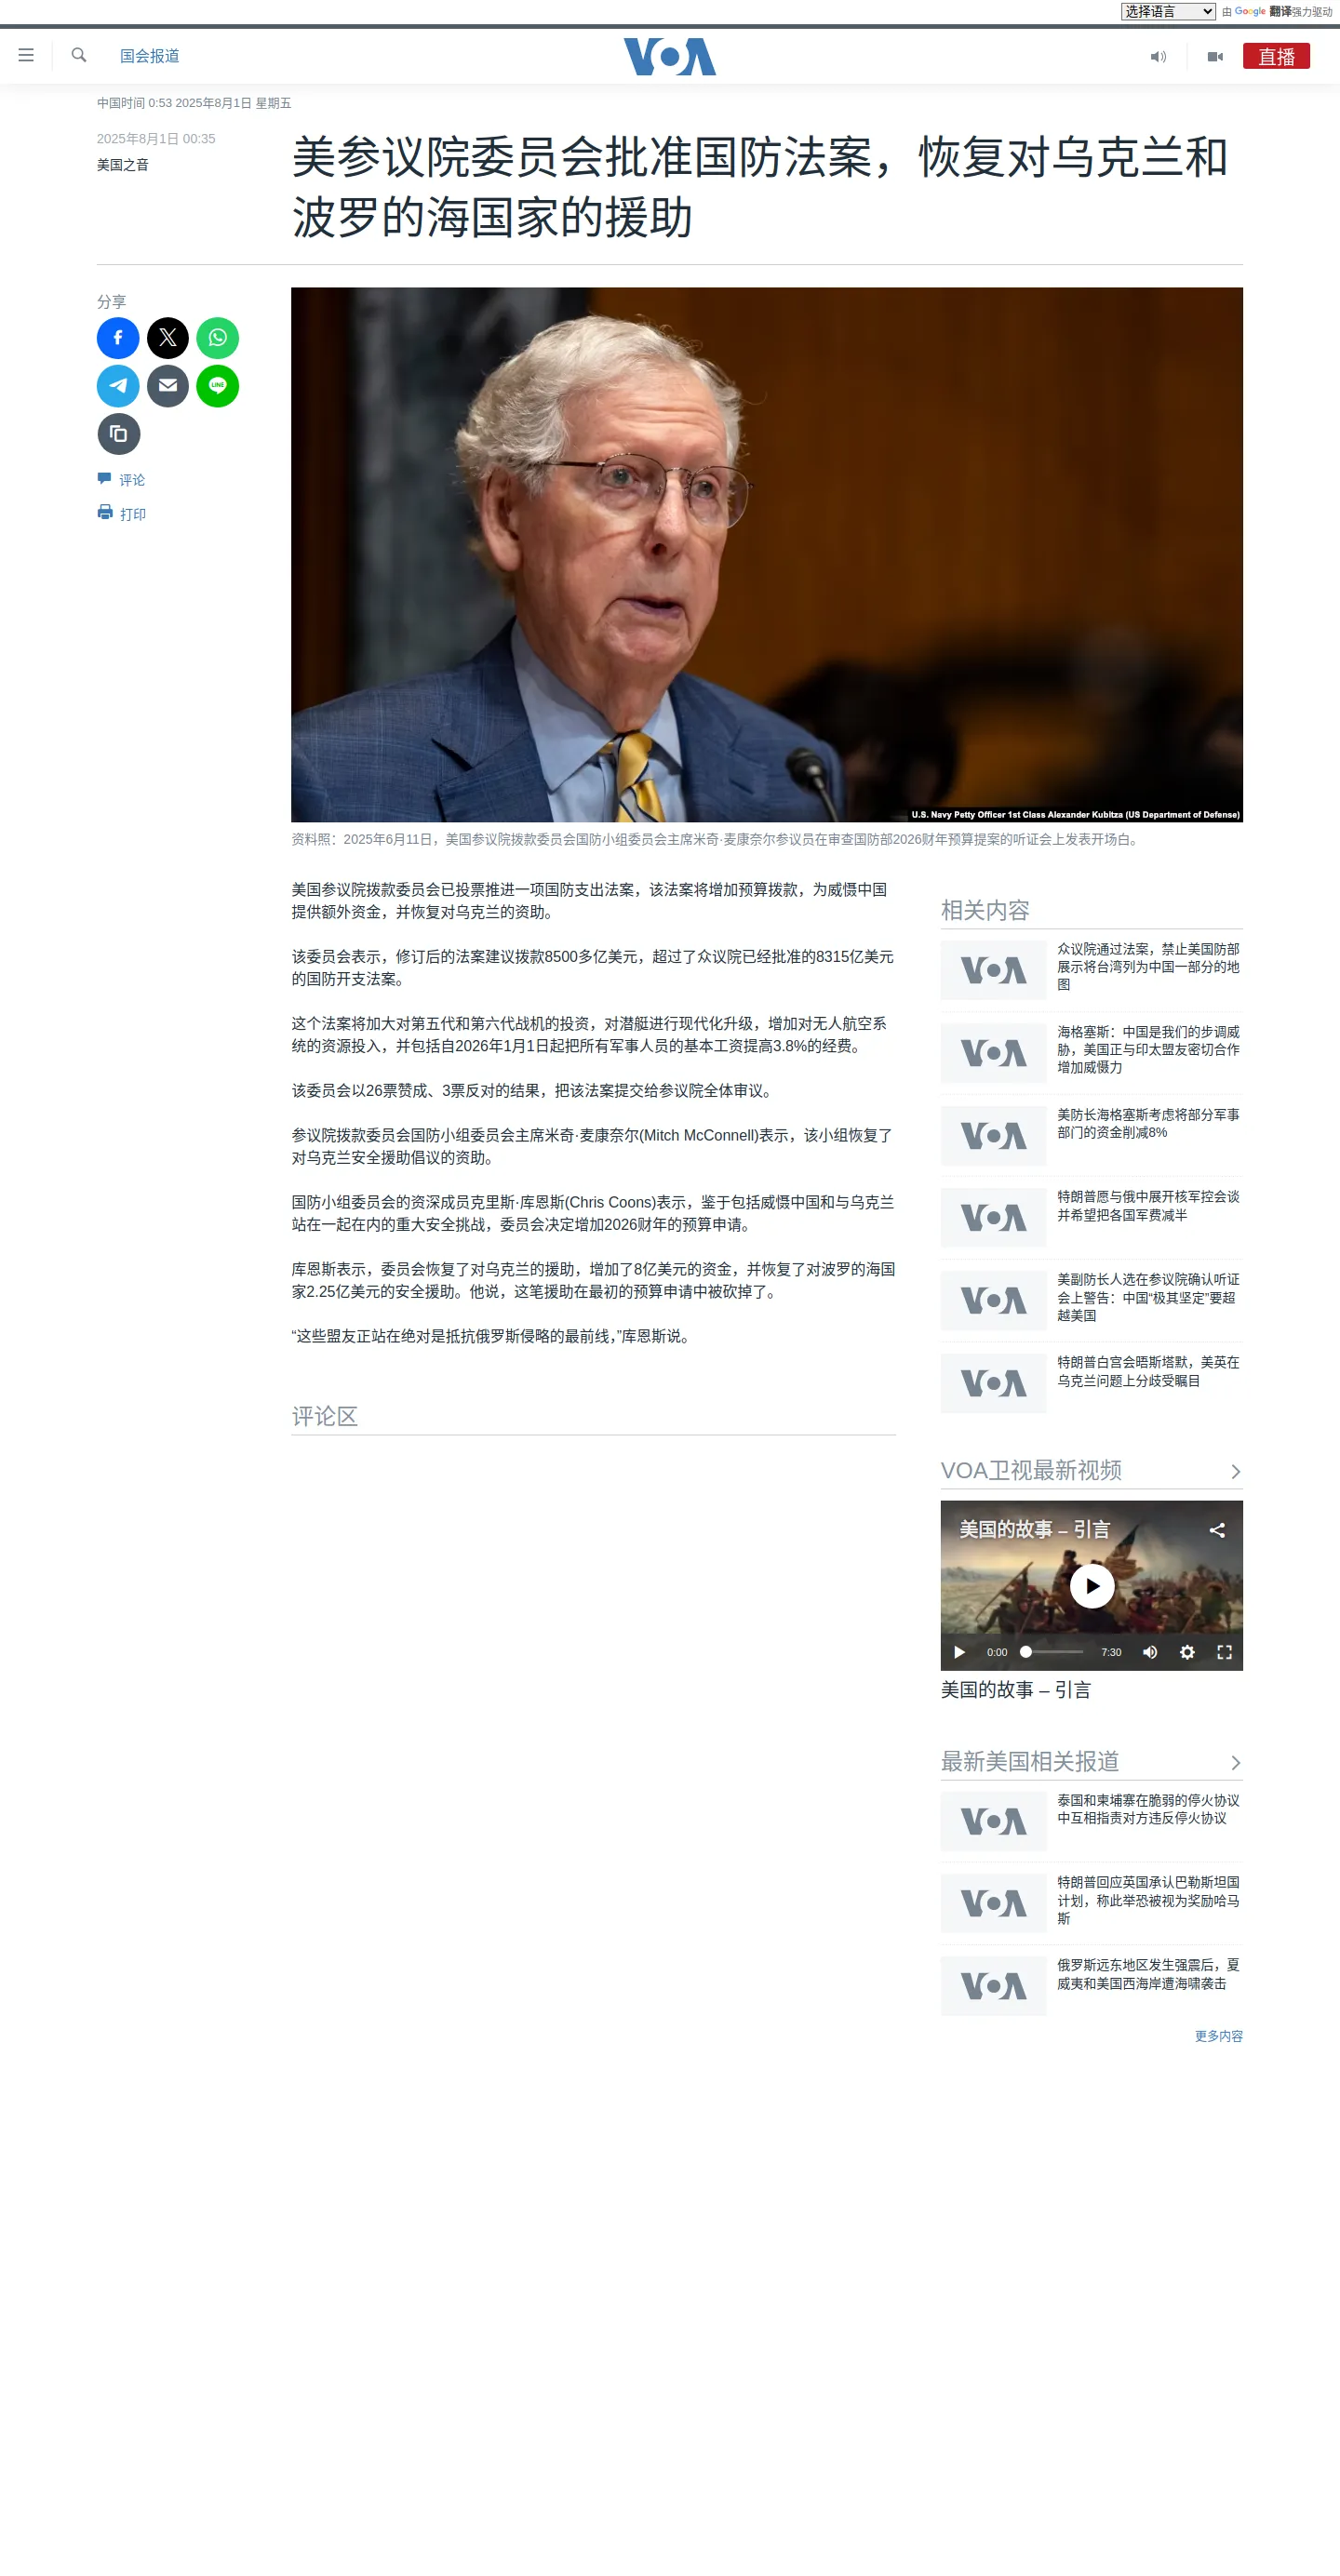 选择语言
由 Google 翻译强力驱动
国会报道
VOA
直播
中国时间 0:53 2025年8月1日 星期五
2025年8月1日 00:35
美国之音
美参议院委员会批准国防法案，恢复对乌克兰和
波罗的海国家的援助
分享
LINE
评论
打印
U.S. Navy Petty Officer 1st Class Alexander Kubitza (US Department of Defense)
资料照：2025年6月11日，美国参议院拨款委员会国防小组委员会主席米奇·麦康奈尔参议员在审查国防部2026财年预算提案的听证会上发表开场白。
美国参议院拨款委员会已投票推进一项国防支出法案，该法案将增加预算拨款，为威慑中国
提供额外资金，并恢复对乌克兰的资助。
该委员会表示，修订后的法案建议拨款8500多亿美元，超过了众议院已经批准的8315亿美元
的国防开支法案。
这个法案将加大对第五代和第六代战机的投资，对潜艇进行现代化升级，增加对无人航空系
统的资源投入，并包括自2026年1月1日起把所有军事人员的基本工资提高3.8%的经费。
该委员会以26票赞成、3票反对的结果，把该法案提交给参议院全体审议。
参议院拨款委员会国防小组委员会主席米奇·麦康奈尔(Mitch McConnell)表示，该小组恢复了
对乌克兰安全援助倡议的资助。
国防小组委员会的资深成员克里斯·库恩斯(Chris Coons)表示，鉴于包括威慑中国和与乌克兰
站在一起在内的重大安全挑战，委员会决定增加2026财年的预算申请。
库恩斯表示，委员会恢复了对乌克兰的援助，增加了8亿美元的资金，并恢复了对波罗的海国
家2.25亿美元的安全援助。他说，这笔援助在最初的预算申请中被砍掉了。
“这些盟友正站在绝对是抵抗俄罗斯侵略的最前线，”库恩斯说。
评论区
相关内容
VOA
众议院通过法案，禁止美国防部
展示将台湾列为中国一部分的地
图
VOA
海格塞斯：中国是我们的步调威
胁，美国正与印太盟友密切合作
增加威慑力
VOA
美防长海格塞斯考虑将部分军事
部门的资金削减8%
VOA
特朗普愿与俄中展开核军控会谈
并希望把各国军费减半
VOA
美副防长人选在参议院确认听证
会上警告：中国“极其坚定”要超
越美国
VOA
特朗普白宫会晤斯塔默，美英在
乌克兰问题上分歧受瞩目
VOA卫视最新视频
美国的故事 – 引言
0:00
7:30
美国的故事 – 引言
最新美国相关报道
VOA
泰国和柬埔寨在脆弱的停火协议
中互相指责对方违反停火协议
VOA
特朗普回应英国承认巴勒斯坦国
计划，称此举恐被视为奖励哈马
斯
VOA
俄罗斯远东地区发生强震后，夏
威夷和美国西海岸遭海啸袭击
更多内容